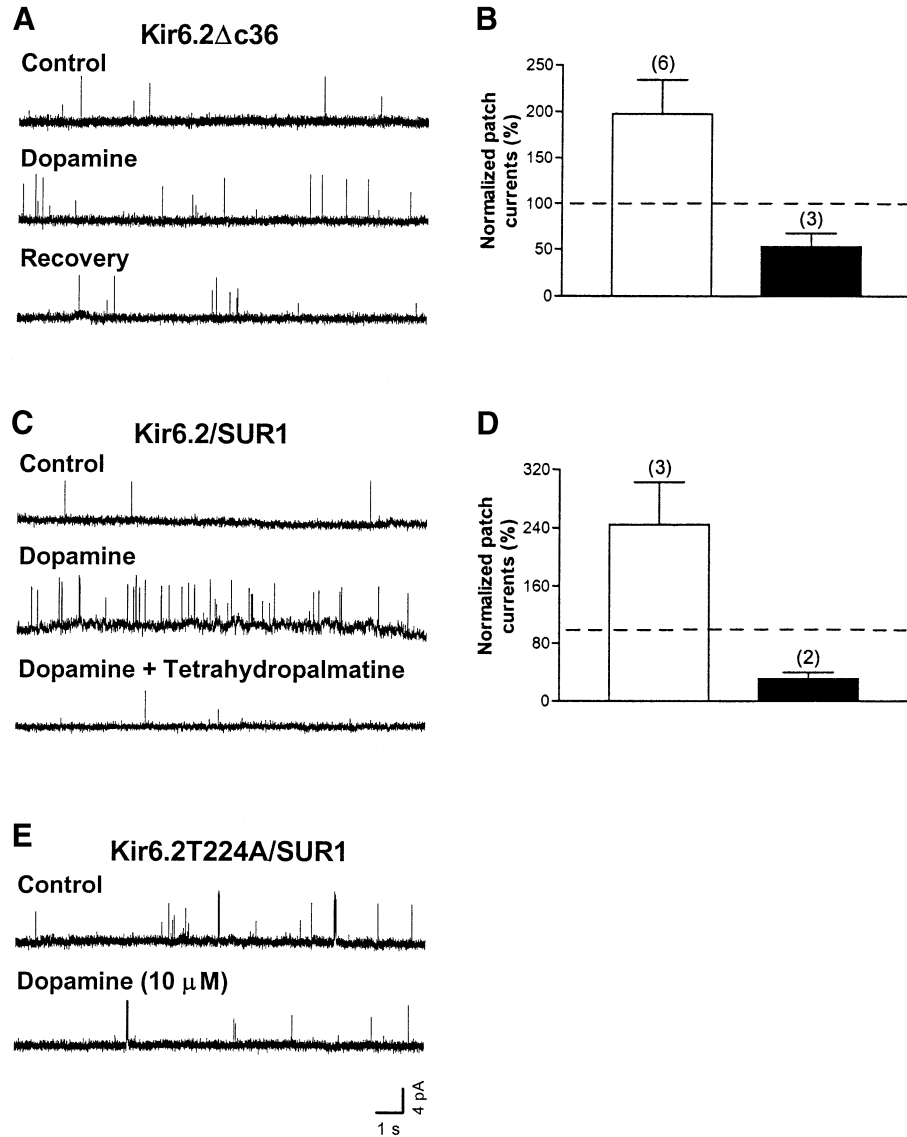 A
Kir6.2Δc36
Control
Dopamine
Recovery
B
Normalized patch
currents (%)
250
200
150
100
50
0
(6)
(3)
C
Kir6.2/SUR1
Control
Dopamine
Dopamine + Tetrahydropalmatine
D
Normalized patch
currents (%)
320
240
160
80
0
(3)
(2)
E
Kir6.2T224A/SUR1
Control
Dopamine (10 μM)
4 pA
1 s